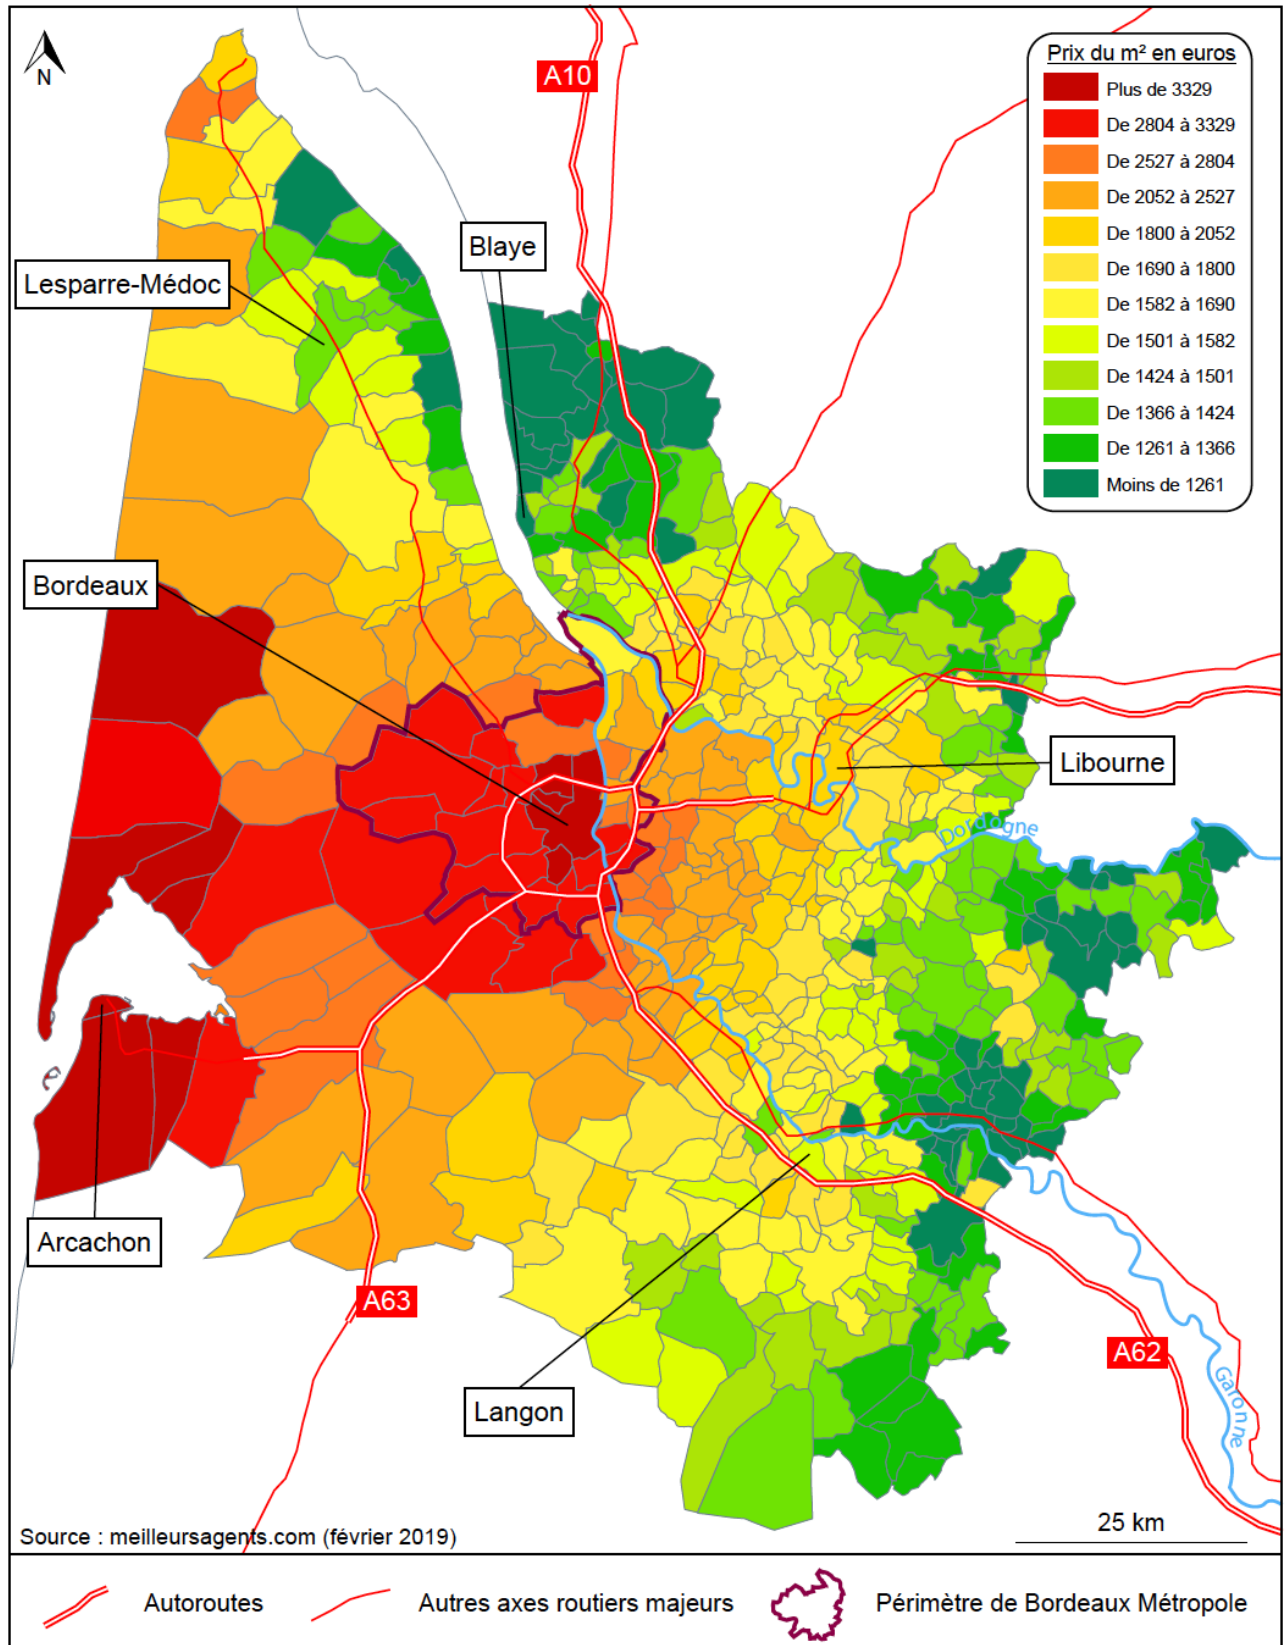 N
A10
Prix du m² en euros
Plus de 3329
De 2804 à 3329
De 2527 à 2804
De 2052 à 2527
De 1800 à 2052
De 1690 à 1800
De 1582 à 1690
De 1501 à 1582
De 1424 à 1501
De 1366 à 1424
De 1261 à 1366
Moins de 1261
Blaye
Lesparre-Médoc
Bordeaux
Libourne
Dordogne
Arcachon
A63
A62
Langon
Garonne
25 km
Source : meilleursagents.com (février 2019)
Autoroutes
Autres axes routiers majeurs
Périmètre de Bordeaux Métropole